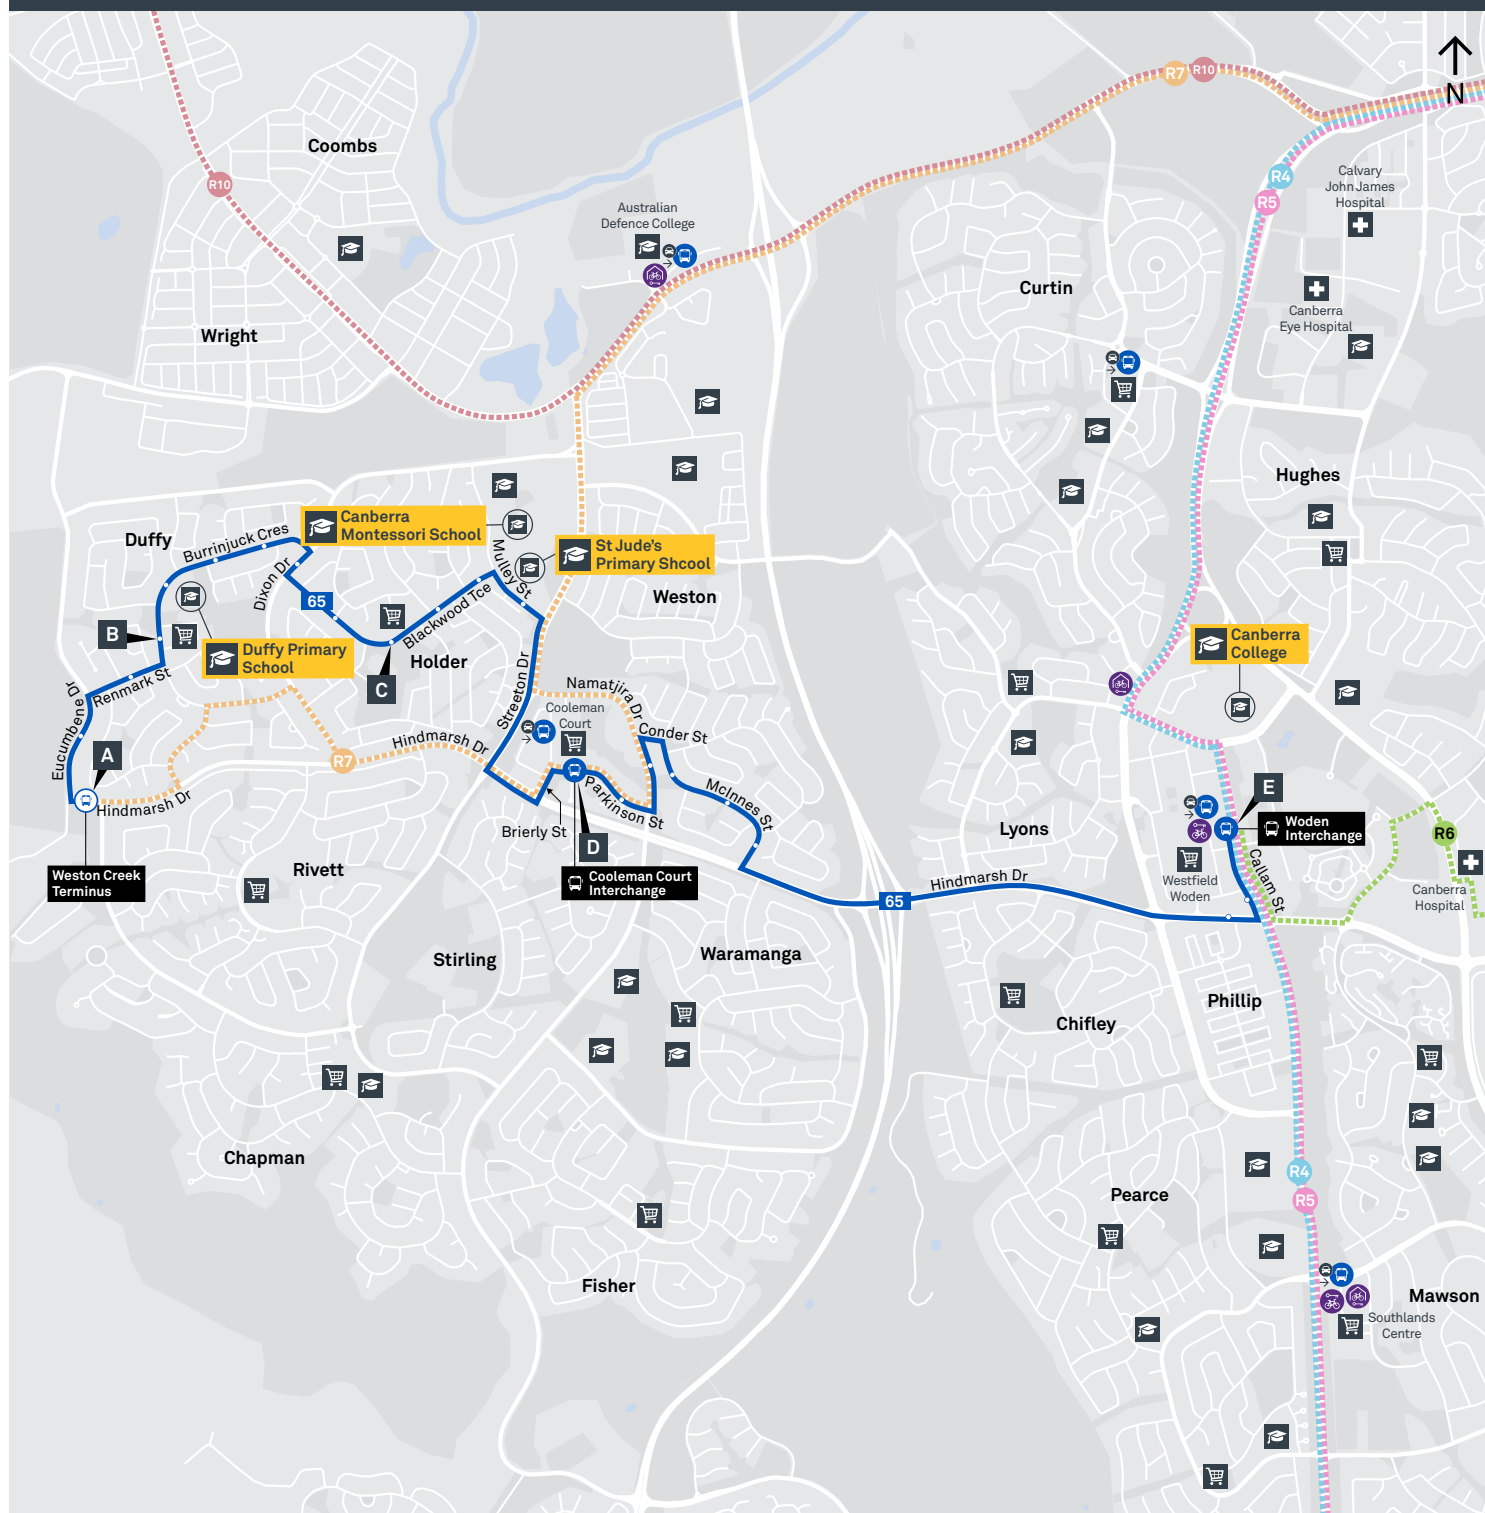 R7
R10
N
Coombs
Calvary
John James
Hospital
R4
R10
R5
Australian
Defence College
Curtin
Canberra
Eye Hospital
Wright
Hughes
Canberra
Montessori School
Duffy
Burrinjuck Cres
St Jude's
Primary Shcool
Mulley St
Dixon Dr
65
Blackwood Tce
Weston
B
Canberra
College
Duffy Primary
School
Holder
C
Renmark St
Eucumbene Dr
Streeton Dr
Namatjira Dr
Cooleman
Court
Conder St
Hindmarsh Dr
R7
A
McInnes St
Parkinson St
Hindmarsh Dr
Brierly St
D
E
Woden
Interchange
Lyons
R6
Callam St
Rivett
Weston Creek
Terminus
Cooleman Court
Interchange
Hindmarsh Dr
65
Westfield
Woden
Canberra
Hospital
Stirling
Waramanga
Phillip
Chifley
Chapman
R4
Pearce
R5
Fisher
Mawson
Southlands
Centre